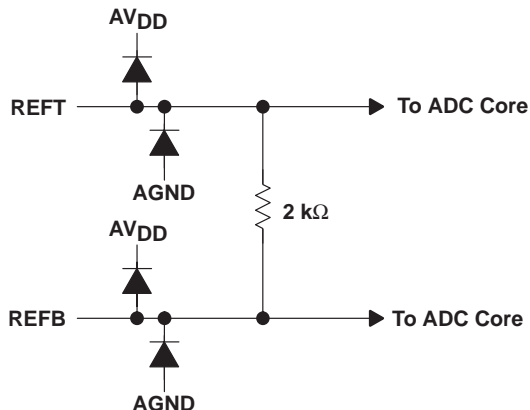 AVDD
REFT
To ADC Core
AGND
2 kΩ
AVDD
REFB
To ADC Core
AGND